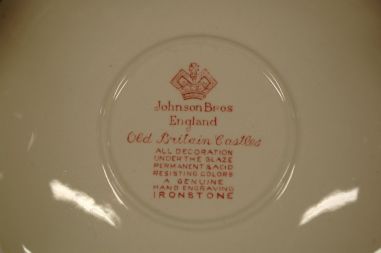 Johnson Bros
England
Old Britain Castles
ALL DECORATION
UNDER THE GLAZE
PERMANENT & ACID
RESISTING COLORS
A GENUINE
HAND ENGRAVING
IRONSTONE